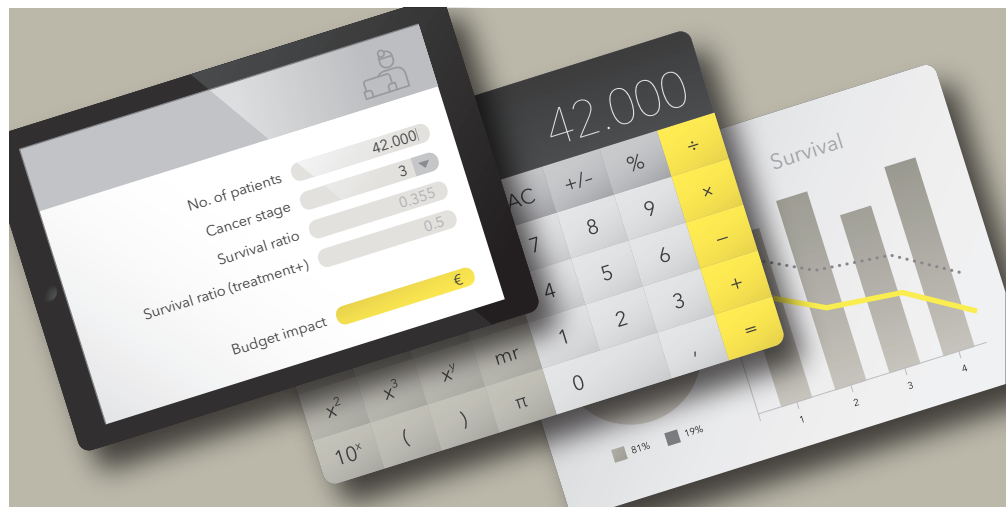 No. of patients 42.000
Cancer stage 3
Survival ratio 0.355
Survival ratio (treatment+) 0.5
Budget impact €
42.000
AC +/- % ÷
7 8 9 ×
4 5 6 −
1 2 3 +
0 , =
x² x³ xʸ mr
10ˣ ( ) π
Survival
1 2 3 4
81% 19%